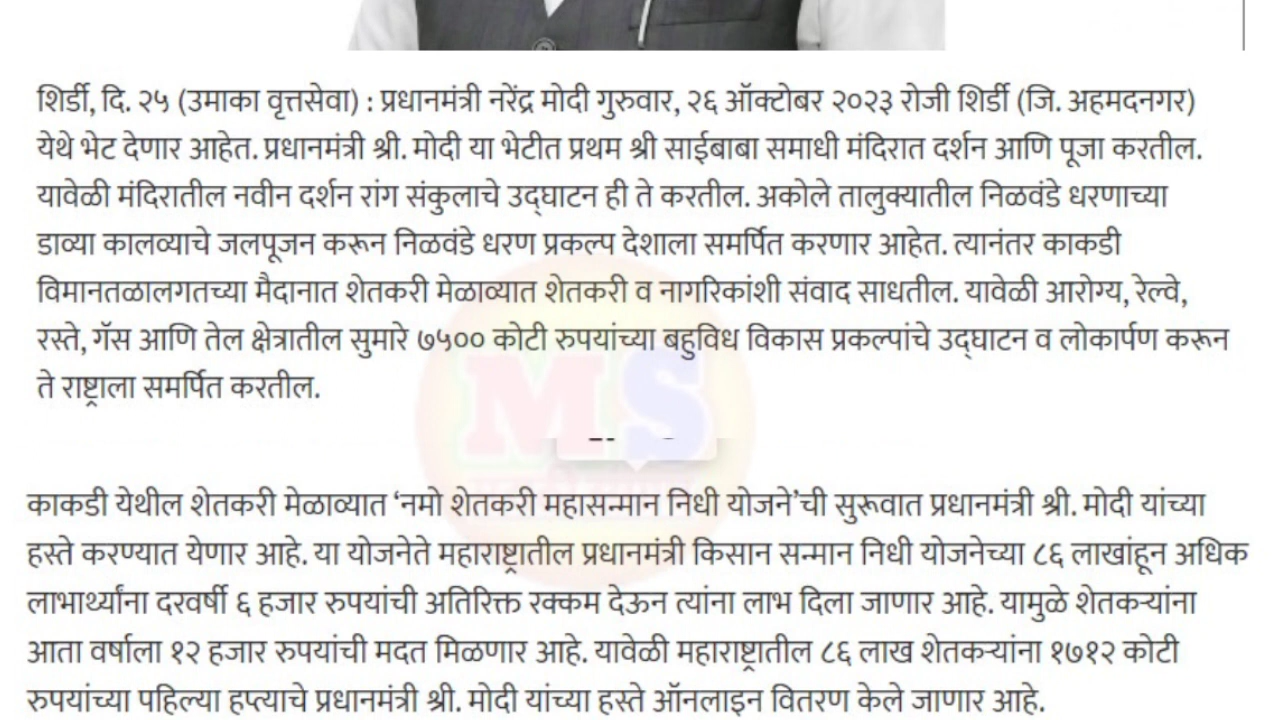 शिर्डी, दि. २५ (उमाका वृत्तसेवा) : प्रधानमंत्री नरेंद्र मोदी गुरुवार, २६ ऑक्टोबर २०२३ रोजी शिर्डी (जि. अहमदनगर)
येथे भेट देणार आहेत. प्रधानमंत्री श्री. मोदी या भेटीत प्रथम श्री साईबाबा समाधी मंदिरात दर्शन आणि पूजा करतील.
यावेळी मंदिरातील नवीन दर्शन रांग संकुलाचे उद्‌घाटन ही ते करतील. अकोले तालुक्यातील निळवंडे धरणाच्या
डाव्या कालव्याचे जलपूजन करून निळवंडे धरण प्रकल्प देशाला समर्पित करणार आहेत. त्यानंतर काकडी
विमानतळालगतच्या मैदानात शेतकरी मेळाव्यात शेतकरी व नागरिकांशी संवाद साधतील. यावेळी आरोग्य, रेल्वे,
रस्ते, गॅस आणि तेल क्षेत्रातील सुमारे ७५०० कोटी रुपयांच्या बहुविध विकास प्रकल्पांचे उद्‌घाटन व लोकार्पण करून
ते राष्ट्राला समर्पित करतील.
MS
काकडी येथील शेतकरी मेळाव्यात ‘नमो शेतकरी महासन्मान निधी योजने’ची सुरूवात प्रधानमंत्री श्री. मोदी यांच्या
हस्ते करण्यात येणार आहे. या योजनेते महाराष्ट्रातील प्रधानमंत्री किसान सन्मान निधी योजनेच्या ८६ लाखांहून अधिक
लाभार्थ्यांना दरवर्षी ६ हजार रुपयांची अतिरिक्त रक्कम देऊन त्यांना लाभ दिला जाणार आहे. यामुळे शेतकऱ्यांना
आता वर्षाला १२ हजार रुपयांची मदत मिळणार आहे. यावेळी महाराष्ट्रातील ८६ लाख शेतकऱ्यांना १७१२ कोटी
रुपयांच्या पहिल्या हप्त्याचे प्रधानमंत्री श्री. मोदी यांच्या हस्ते ऑनलाइन वितरण केले जाणार आहे.